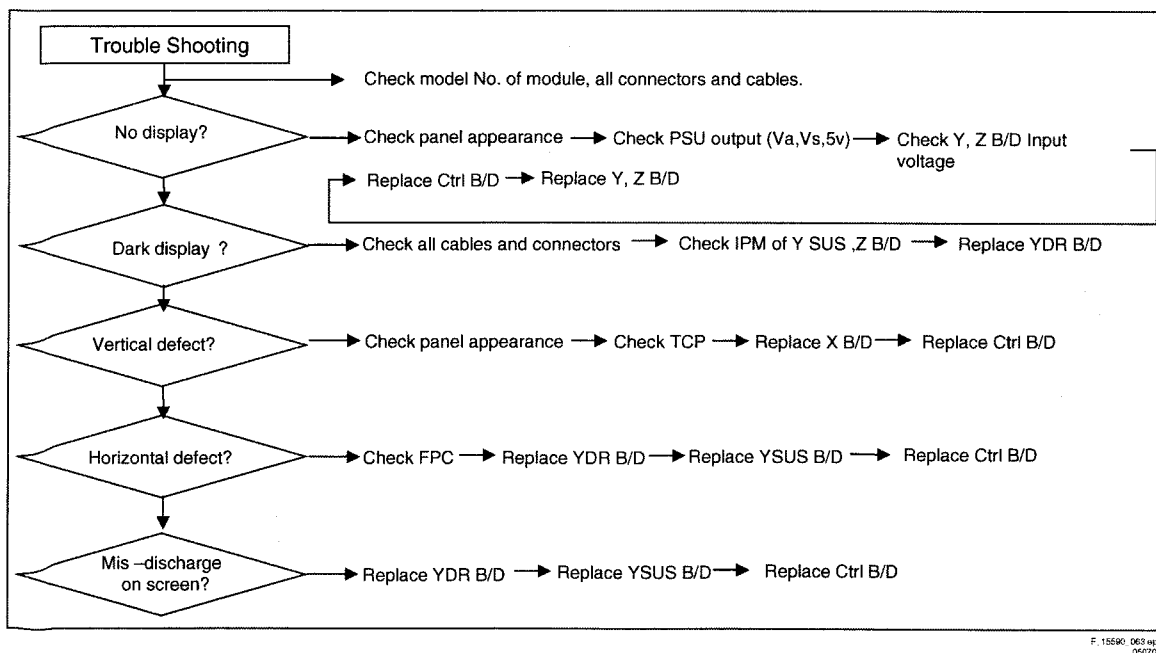 Trouble Shooting
Check model No. of module, all connectors and cables.
No display?
Check panel appearance
Check PSU output (Va,Vs,5v)
Check Y, Z B/D Input
voltage
Replace Ctrl B/D
Replace Y, Z B/D
Dark display ?
Check all cables and connectors
Check IPM of Y SUS ,Z B/D
Replace YDR B/D
Vertical defect?
Check panel appearance
Check TCP
Replace X B/D
Replace Ctrl B/D
Horizontal defect?
Check FPC
Replace YDR B/D
Replace YSUS B/D
Replace Ctrl B/D
Mis –discharge
on screen?
Replace YDR B/D
Replace YSUS B/D
Replace Ctrl B/D